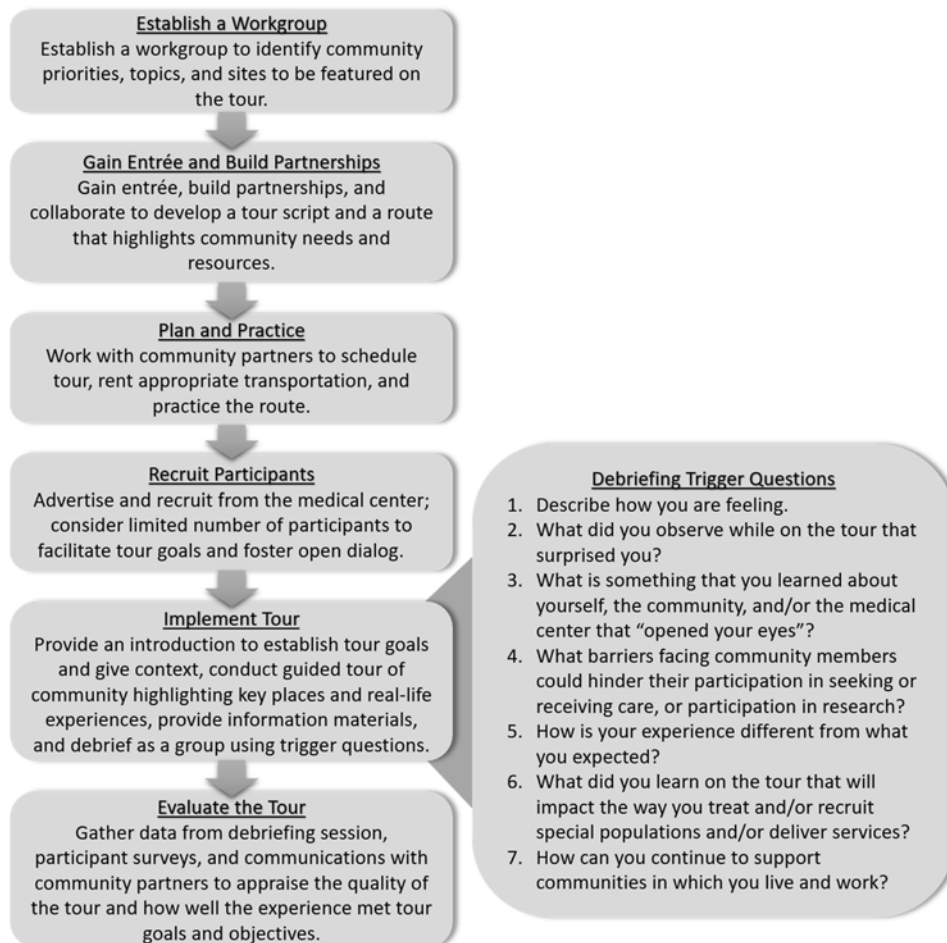 Establish a Workgroup
Establish a workgroup to identify community
priorities, topics, and sites to be featured on
the tour.
Gain Entrée and Build Partnerships
Gain entrée, build partnerships, and
collaborate to develop a tour script and a route
that highlights community needs and
resources.
Plan and Practice
Work with community partners to schedule
tour, rent appropriate transportation, and
practice the route.
Recruit Participants
Advertise and recruit from the medical center;
consider limited number of participants to
facilitate tour goals and foster open dialog.
Implement Tour
Provide an introduction to establish tour goals
and give context, conduct guided tour of
community highlighting key places and real-life
experiences, provide information materials,
and debrief as a group using trigger questions.
Evaluate the Tour
Gather data from debriefing session,
participant surveys, and communications with
community partners to appraise the quality of
the tour and how well the experience met tour
goals and objectives.
Debriefing Trigger Questions
1. Describe how you are feeling.
2. What did you observe while on the tour that
surprised you?
3. What is something that you learned about
yourself, the community, and/or the medical
center that “opened your eyes”?
4. What barriers facing community members
could hinder their participation in seeking or
receiving care, or participation in research?
5. How is your experience different from what
you expected?
6. What did you learn on the tour that will
impact the way you treat and/or recruit
special populations and/or deliver services?
7. How can you continue to support
communities in which you live and work?